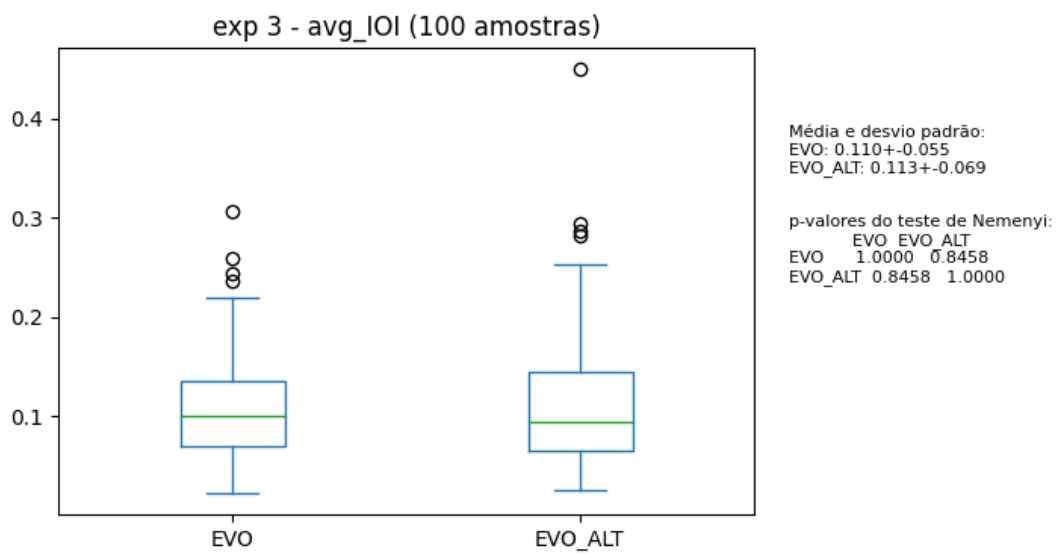 exp 3 - avg_IOI (100 amostras)
0.4
0.3
0.2
0.1
EVO
EVO_ALT
Média e desvio padrão:
EVO: 0.110+-0.055
EVO_ALT: 0.113+-0.069
p-valores do teste de Nemenyi:
EVO EVO_ALT
EVO 1.0000 0.8458
EVO_ALT 0.8458 1.0000